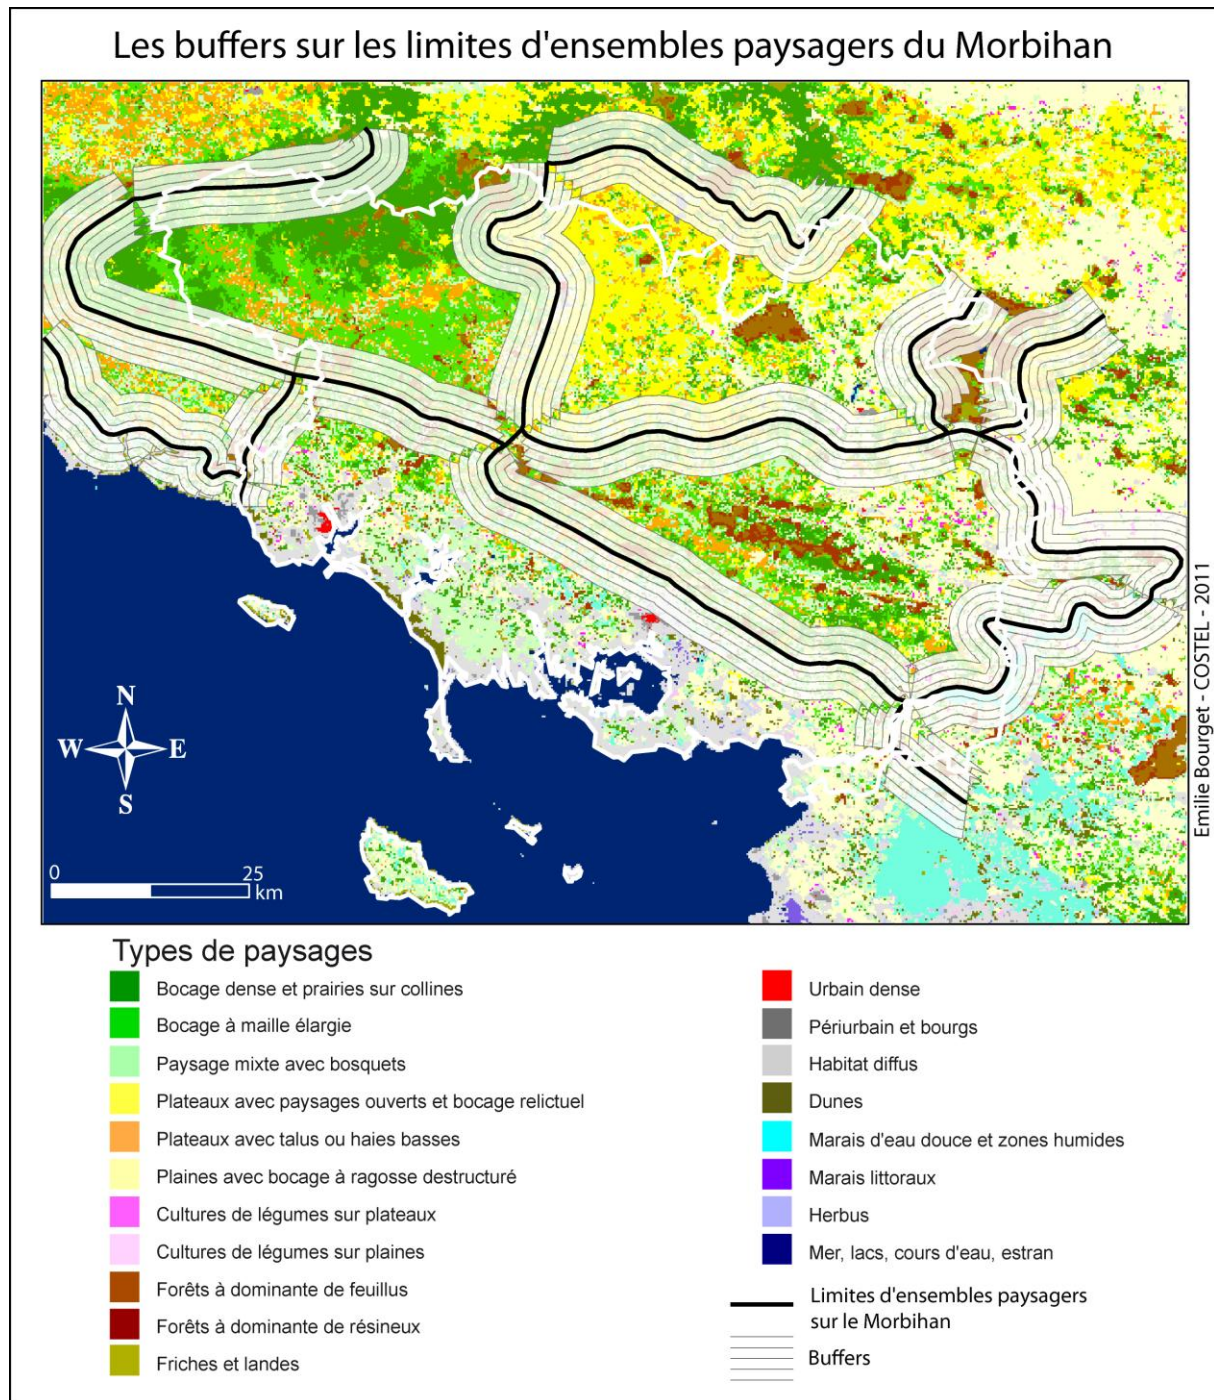 Les buffers sur les limites d'ensembles paysagers du Morbihan
N
W E
S
0 25
km
Emilie Bourget - COSTEL - 2011
Types de paysages
Bocage dense et prairies sur collines
Bocage à maille élargie
Paysage mixte avec bosquets
Plateaux avec paysages ouverts et bocage relictuel
Plateaux avec talus ou haies basses
Plaines avec bocage à ragosse destructuré
Cultures de légumes sur plateaux
Cultures de légumes sur plaines
Forêts à dominante de feuillus
Forêts à dominante de résineux
Friches et landes
Urbain dense
Périurbain et bourgs
Habitat diffus
Dunes
Marais d'eau douce et zones humides
Marais littoraux
Herbus
Mer, lacs, cours d'eau, estran
Limites d'ensembles paysagers
sur le Morbihan
Buffers